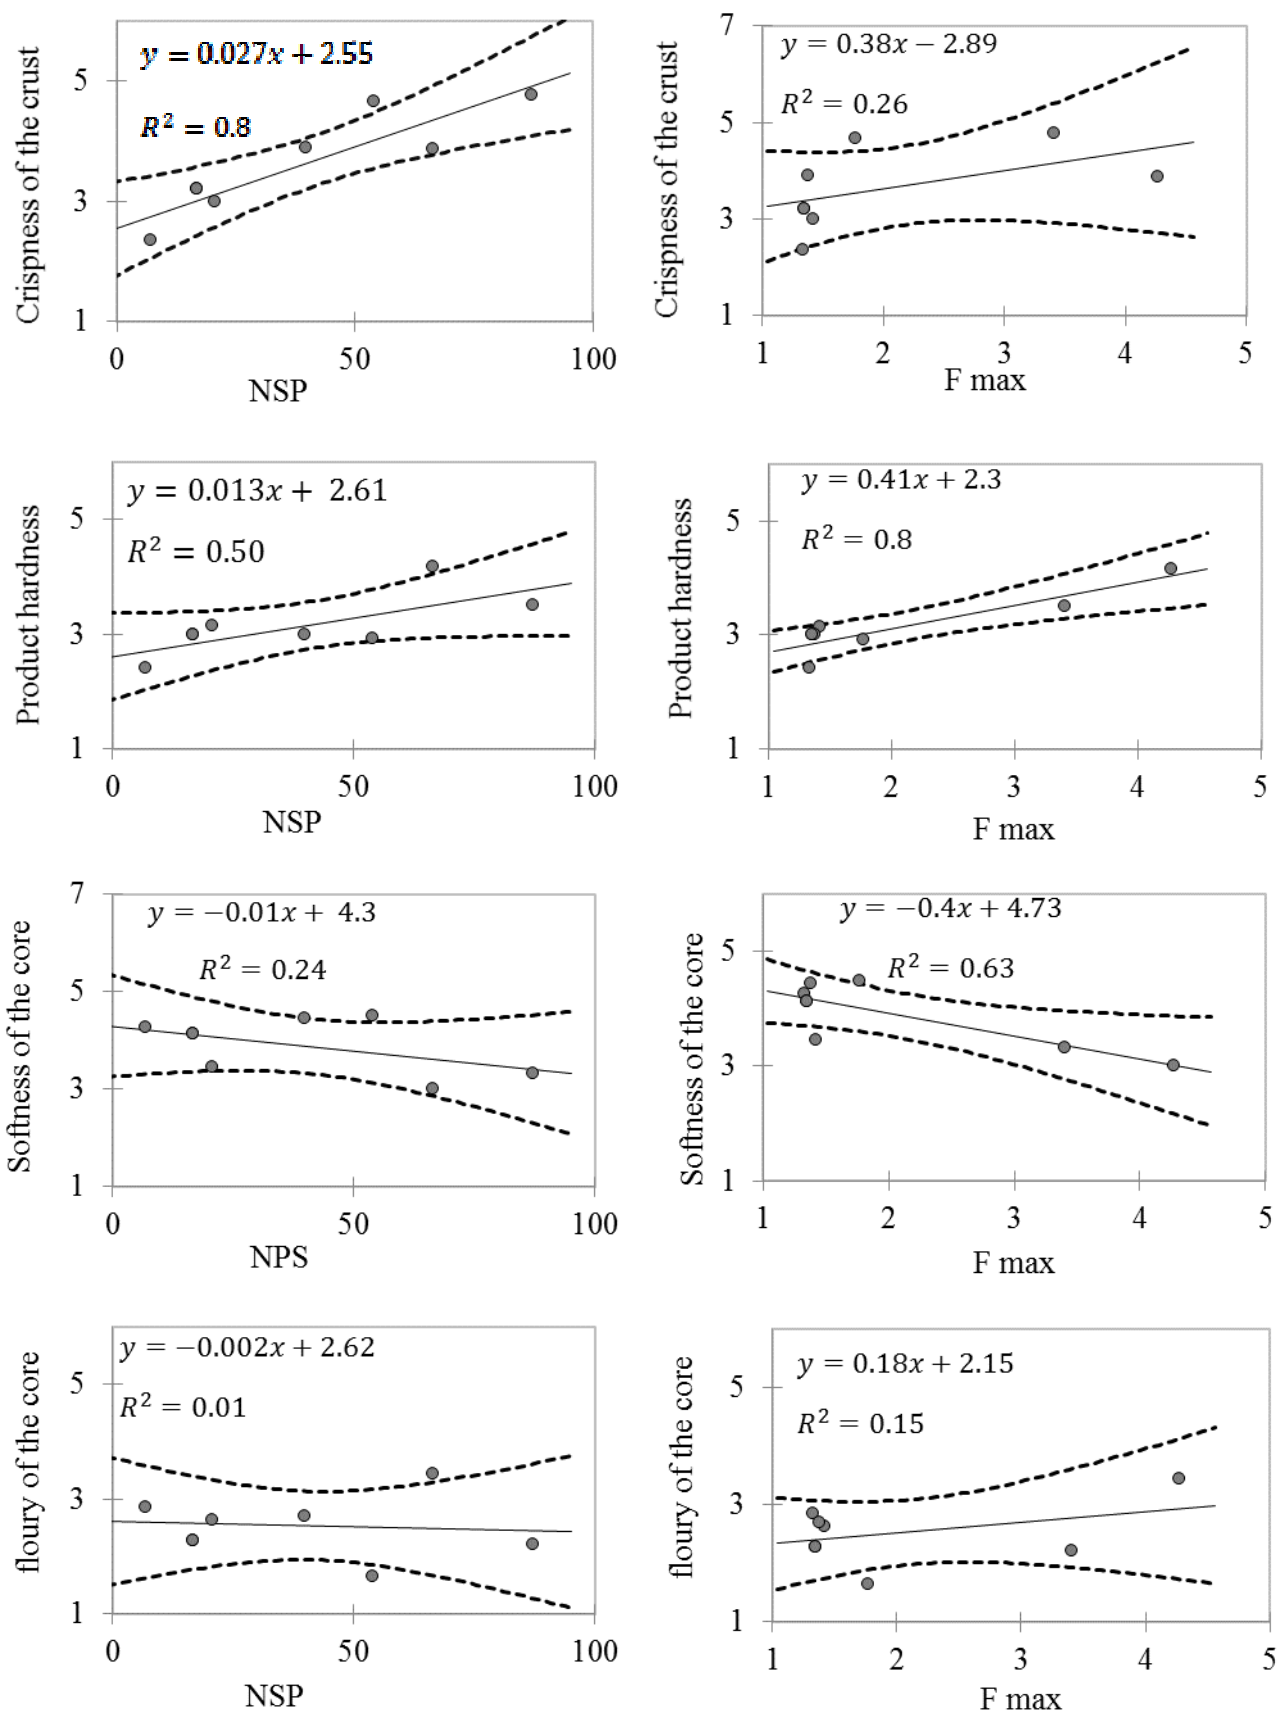 y = 0.027x + 2.55
R² = 0.8
Crispness of the crust
5
3
1
0 50 100
NSP
y = 0.38x − 2.89
R² = 0.26
Crispness of the crust
7
5
3
1
1 2 3 4 5
F max
y = 0.013x + 2.61
R² = 0.50
Product hardness
5
3
1
0 50 100
NSP
y = 0.41x + 2.3
R² = 0.8
Product hardness
5
3
1
1 2 3 4 5
F max
y = −0.01x + 4.3
R² = 0.24
Softness of the core
7
5
3
1
0 50 100
NPS
y = −0.4x + 4.73
R² = 0.63
Softness of the core
5
3
1
1 2 3 4 5
F max
y = −0.002x + 2.62
R² = 0.01
floury of the core
5
3
1
0 50 100
NSP
y = 0.18x + 2.15
R² = 0.15
floury of the core
5
3
1
1 2 3 4 5
F max